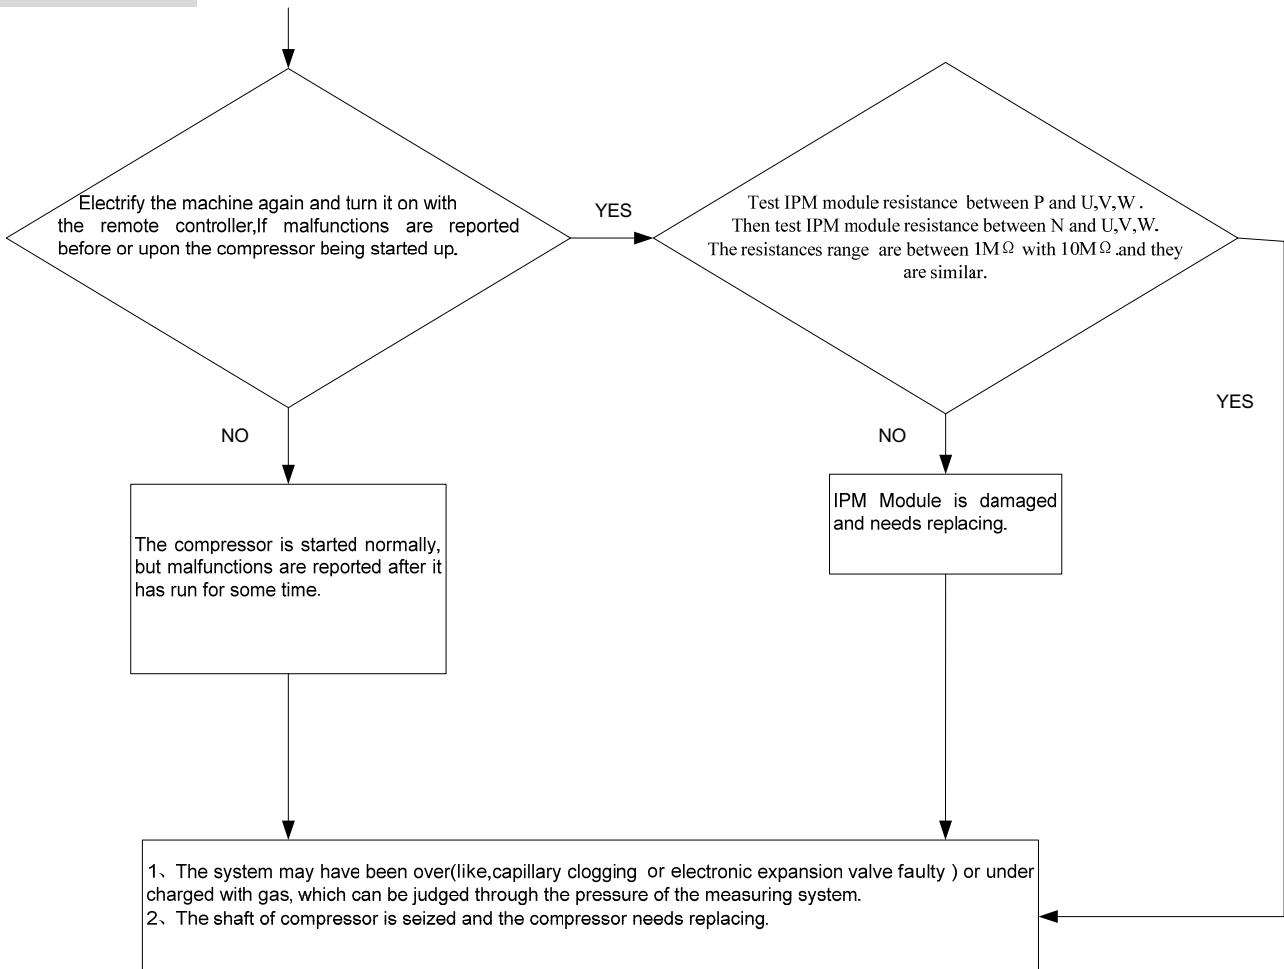 Electrify the machine again and turn it on with
the remote controller,If malfunctions are reported
before or upon the compressor being started up.
YES
Test IPM module resistance between P and U,V,W .
Then test IPM module resistance between N and U,V,W.
The resistances range are between 1MΩ with 10MΩ .and they
are similar.
YES
NO
NO
IPM Module is damaged
and needs replacing.
The compressor is started normally,
but malfunctions are reported after it
has run for some time.
1、The system may have been over(like,capillary clogging or electronic expansion valve faulty ) or under
charged with gas, which can be judged through the pressure of the measuring system.
2、The shaft of compressor is seized and the compressor needs replacing.